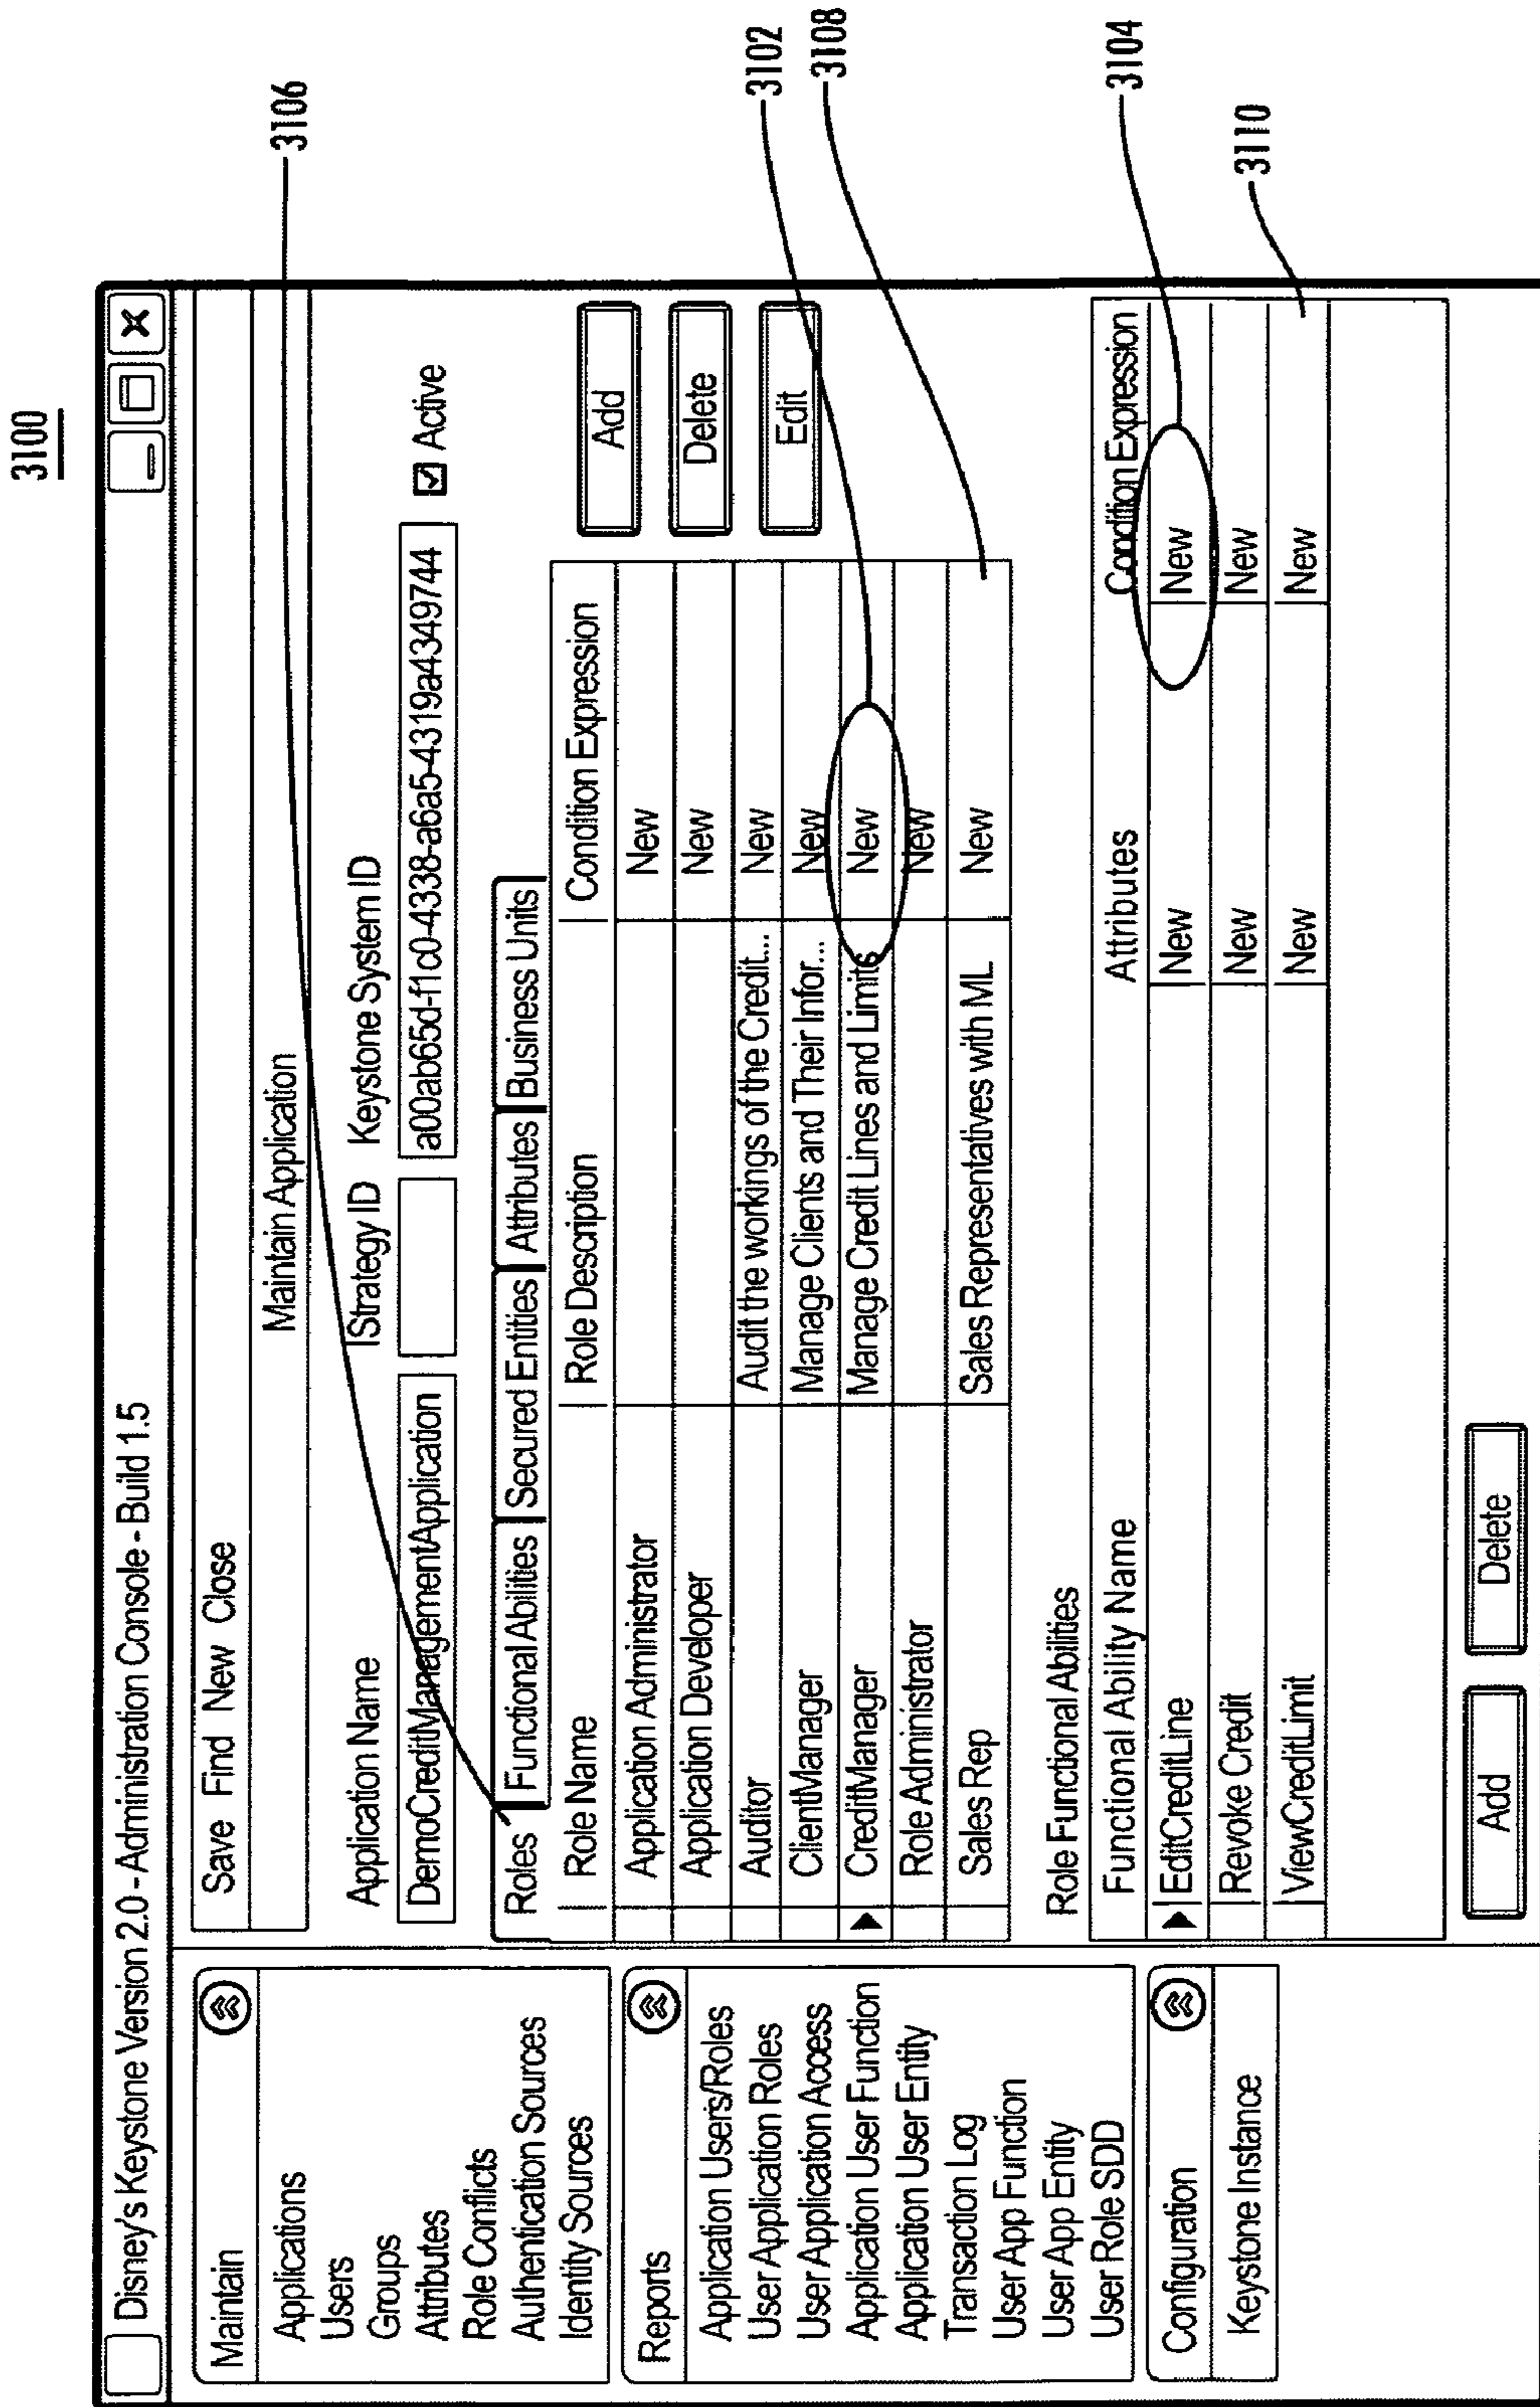 3100
Disney's Keystone Version 2.0 - Administration Console - Build 1.5
Maintain
Applications
Users
Groups
Attributes
Role Conflicts
Authentication Sources
Identity Sources
Reports
Application Users/Roles
User Application Roles
User Application Access
Application User Function
Application User Entity
Transaction Log
User App Function
User App Entity
User Role SDD
Configuration
Keystone Instance
Save Find New Close
Maintain Application
Application Name IStrategy ID Keystone System ID
DemoCreditManagementApplication a00ab65d-f1c0-4338-a6a5-4319a4349744 Active
Roles Functional Abilities Secured Entities Attributes Business Units
Role Name Role Description Condition Expression
Application Administrator New
Application Developer New
Auditor Audit the workings of the Credit... New
ClientManager Manage Clients and Their Infor... New
CreditManager Manage Credit Lines and Limits New
Role Administrator New
Sales Rep Sales Representatives with ML New
Add
Delete
Edit
Role Functional Abilities
Functional Ability Name Attributes Condition Expression
EditCreditLine New New
Revoke Credit New New
ViewCreditLimit New New
Add Delete
3106
3102
3108
3104
3110